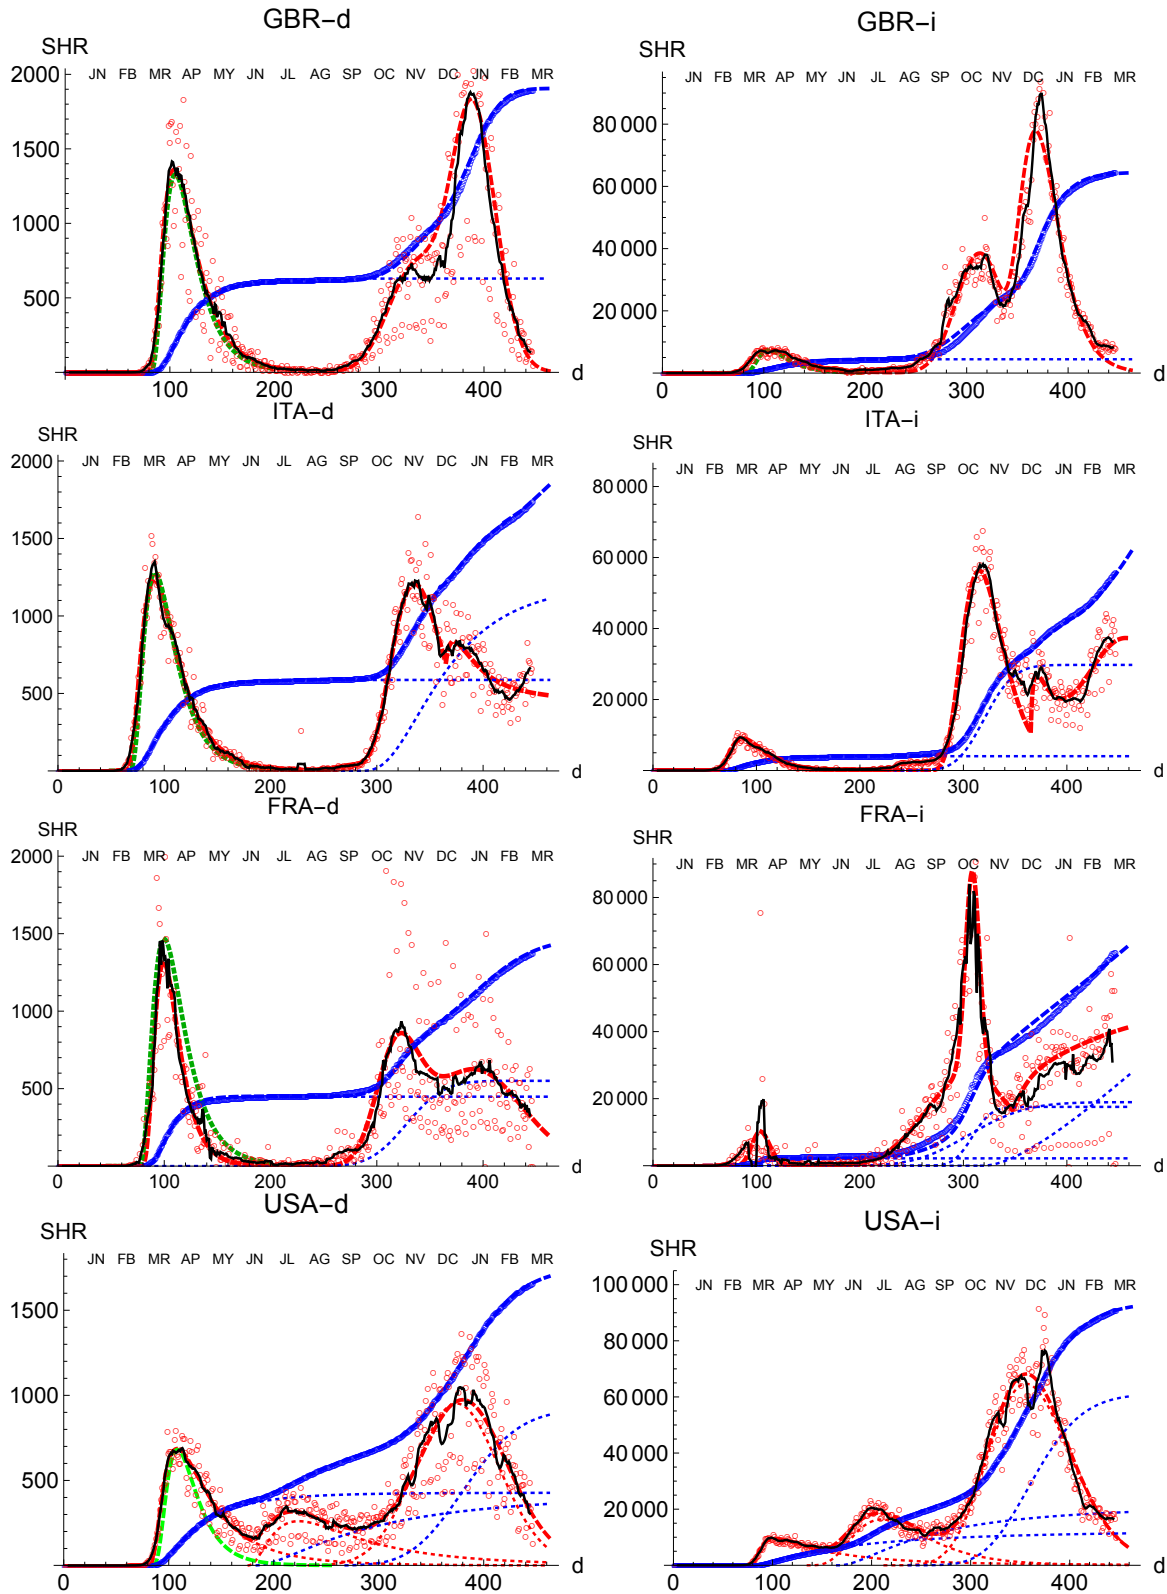 GBR-d
SHR
JN FB MR AP MY JN JL AG SP OC NV DC JN FB MR
2000
1500
1000
500
0 100 200 300 400 d
GBR-i
SHR
JN FB MR AP MY JN JL AG SP OC NV DC JN FB MR
80 000
60 000
40 000
20 000
0 100 200 300 400 d
ITA-d
SHR
JN FB MR AP MY JN JL AG SP OC NV DC JN FB MR
2000
1500
1000
500
0 100 200 300 400 d
ITA-i
SHR
JN FB MR AP MY JN JL AG SP OC NV DC JN FB MR
80 000
60 000
40 000
20 000
0 100 200 300 400 d
FRA-d
SHR
JN FB MR AP MY JN JL AG SP OC NV DC JN FB MR
2000
1500
1000
500
0 100 200 300 400 d
FRA-i
SHR
JN FB MR AP MY JN JL AG SP OC NV DC JN FB MR
80 000
60 000
40 000
20 000
0 100 200 300 400 d
USA-d
SHR
JN FB MR AP MY JN JL AG SP OC NV DC JN FB MR
1500
1000
500
0 100 200 300 400 d
USA-i
SHR
100 000
JN FB MR AP MY JN JL AG SP OC NV DC JN FB MR
80 000
60 000
40 000
20 000
0 100 200 300 400 d